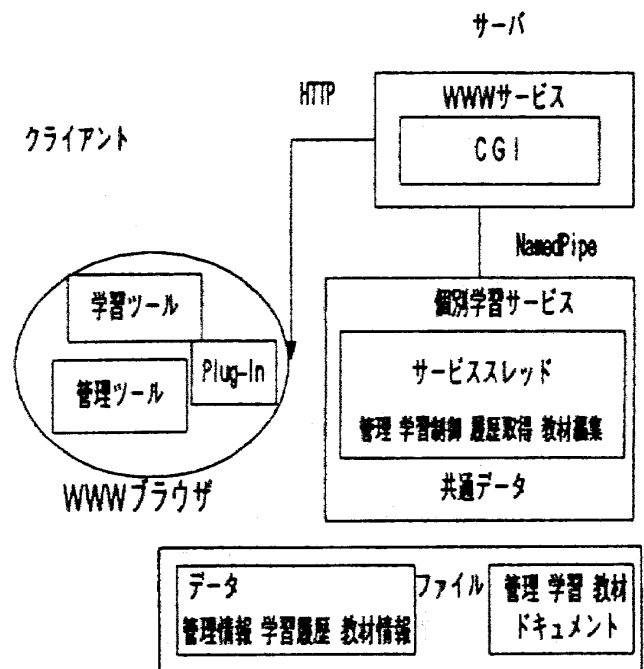 サーバ
HTTP
WWWサービス
CGI
クライアント
NamedPipe
個別学習サービス
サービススレッド
管理 学習制御 履歴取得 教材編集
共通データ
学習ツール
Plug-In
管理ツール
WWWブラウザ
データ
管理情報 学習履歴 教材情報
ファイル
管理 学習 教材
ドキュメント